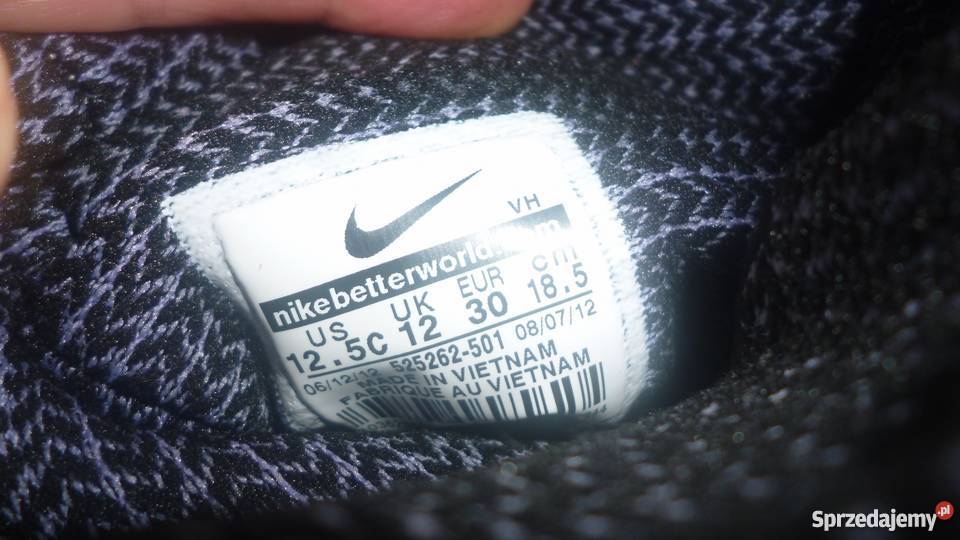 VH
nikebetterworld.com
US UK EUR cm
12.5C 12 30 18.5
06/12/12 525262-501 08/07/12
MADE IN VIETNAM
FABRIQUE AU VIETNAM
Sprzedajemy.pl